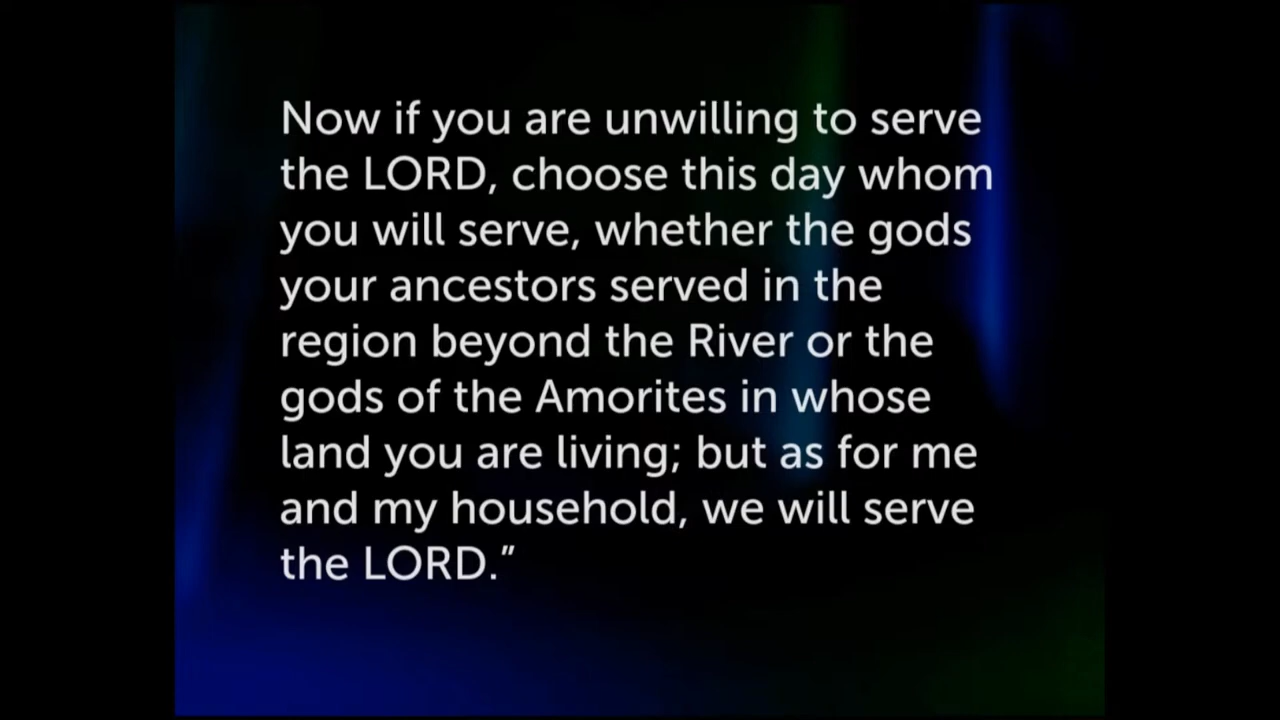 Now if you are unwilling to serve
the LORD, choose this day whom
you will serve, whether the gods
your ancestors served in the
region beyond the River or the
gods of the Amorites in whose
land you are living; but as for me
and my household, we will serve
the LORD.”